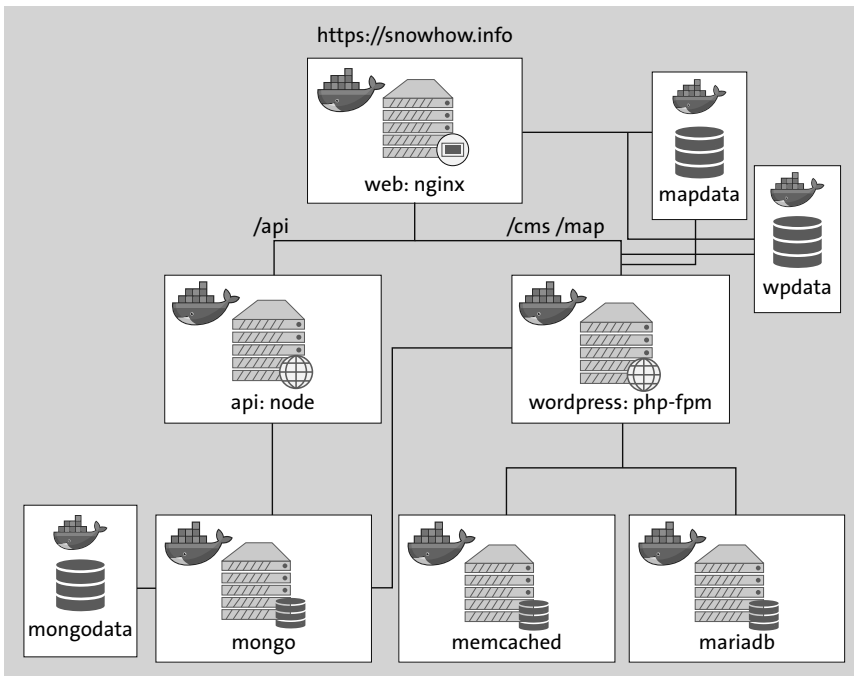 https://snowhow.info
web: nginx
mapdata
/api
/cms /map
wpdata
api: node
wordpress: php-fpm
mongodata
mongo
memcached
mariadb